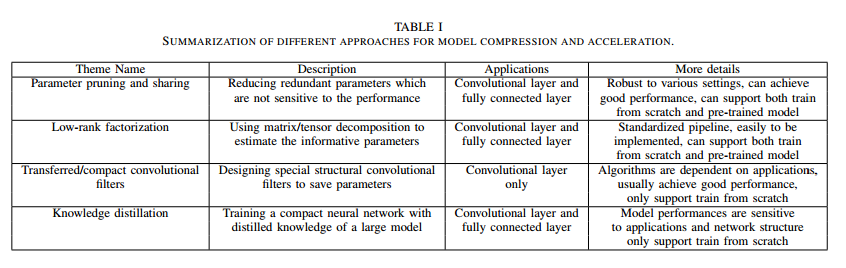 TABLE I
SUMMARIZATION OF DIFFERENT APPROACHES FOR MODEL COMPRESSION AND ACCELERATION.
Theme Name Description Applications More details
Parameter pruning and sharing Reducing redundant parameters which Convolutional layer and Robust to various settings, can achieve
are not sensitive to the performance fully connected layer good performance, can support both train
from scratch and pre-trained model
Low-rank factorization Using matrix/tensor decomposition to Convolutional layer and Standardized pipeline, easily to be
estimate the informative parameters fully connected layer implemented, can support both train
from scratch and pre-trained model
Transferred/compact convolutional Designing special structural convolutional Convolutional layer Algorithms are dependent on applications,
filters filters to save parameters only usually achieve good performance,
only support train from scratch
Knowledge distillation Training a compact neural network with Convolutional layer and Model performances are sensitive
distilled knowledge of a large model fully connected layer to applications and network structure
only support train from scratch